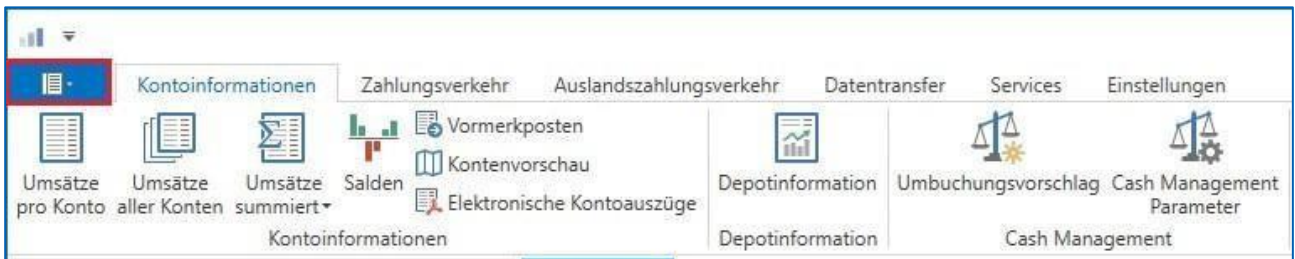 Kontoinformationen Zahlungsverkehr Auslandszahlungsverkehr Datentransfer Services Einstellungen
Umsätze pro Konto
Umsätze aller Konten
Umsätze summiert
Salden
Vormerkposten
Kontenvorschau
Elektronische Kontoauszüge
Depotinformation
Umbuchungsvorschlag
Cash Management
Parameter
Kontoinformationen Depotinformation Cash Management